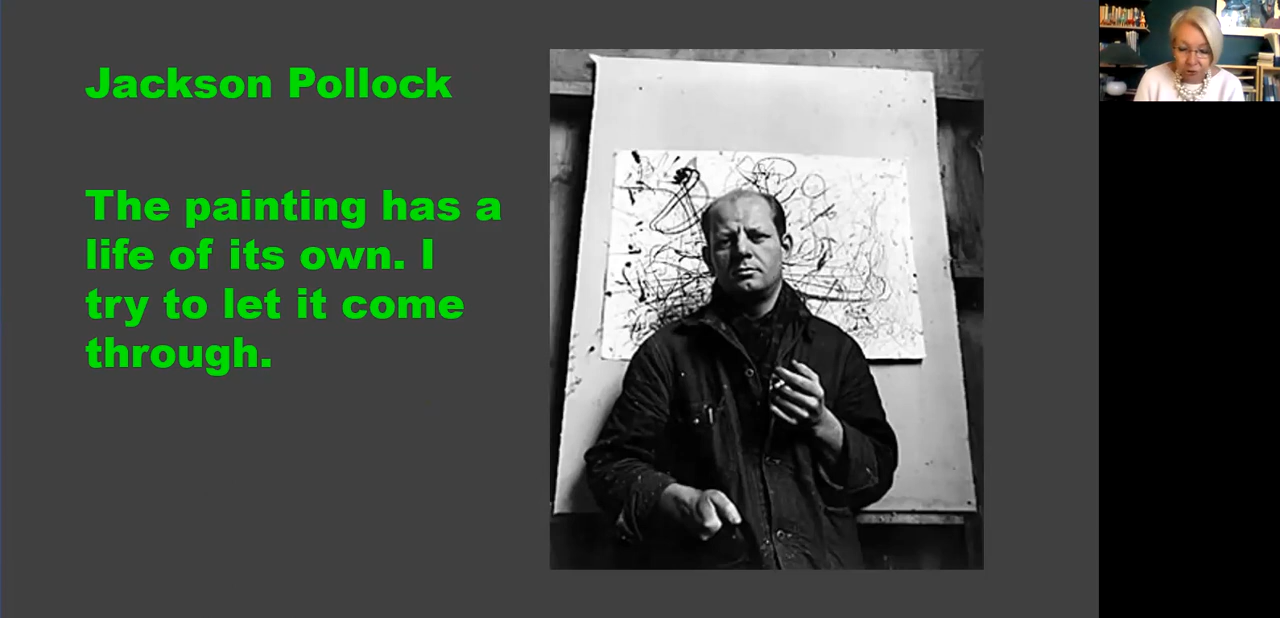 Jackson Pollock
The painting has a
life of its own. I
try to let it come
through.